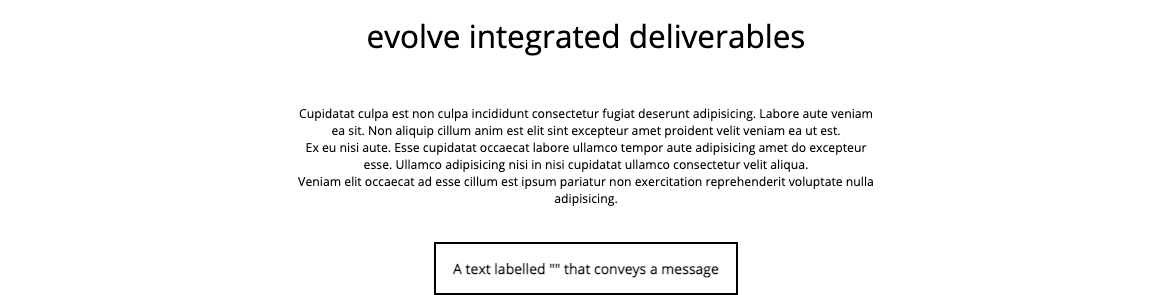 evolve integrated deliverables
Cupidatat culpa est non culpa incididunt consectetur fugiat deserunt adipisicing. Labore aute veniam
ea sit. Non aliquip cillum anim est elit sint excepteur amet proident velit veniam ea ut est.
Ex eu nisi aute. Esse cupidatat occaecat labore ullamco tempor aute adipisicing amet do excepteur
esse. Ullamco adipisicing nisi in nisi cupidatat ullamco consectetur velit aliqua.
Veniam elit occaecat ad esse cillum est ipsum pariatur non exercitation reprehenderit voluptate nulla
adipisicing.
A text labelled "" that conveys a message